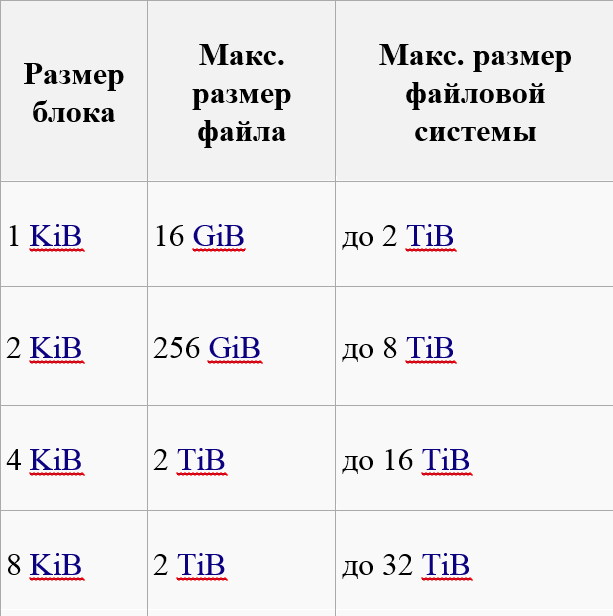 Размер
блока
Макс.
размер
файла
Макс. размер
файловой
системы
1 KiB
16 GiB
до 2 TiB
2 KiB
256 GiB
до 8 TiB
4 KiB
2 TiB
до 16 TiB
8 KiB
2 TiB
до 32 TiB